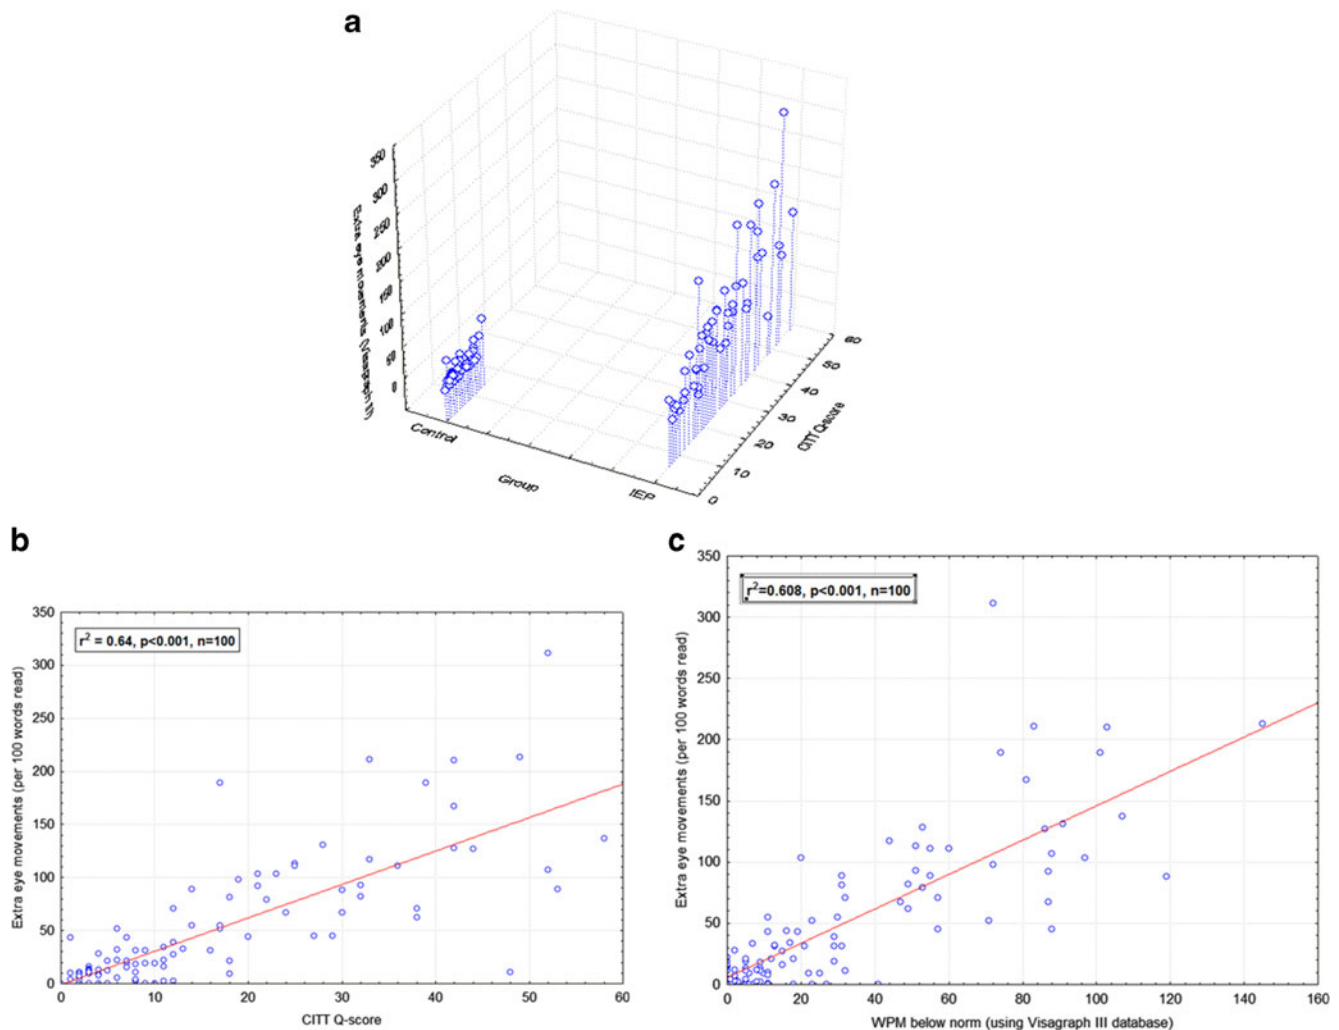 a
350
300
250
200
150
100
50
0
Extra eye movements (Visagraph III)
Control
Group
IEP
0
10
20
30
40
50
60
CITT Q-score
b
350
300
250
200
150
100
50
0
Extra eye movements (per 100 words read)
r² = 0.64, p<0.001, n=100
0 10 20 30 40 50 60
CITT Q-score
c
350
300
250
200
150
100
50
0
Extra eye movements (per 100 words read)
r²=0.608, p<0.001, n=100
0 20 40 60 80 100 120 140 160
WPM below norm (using Visagraph III database)